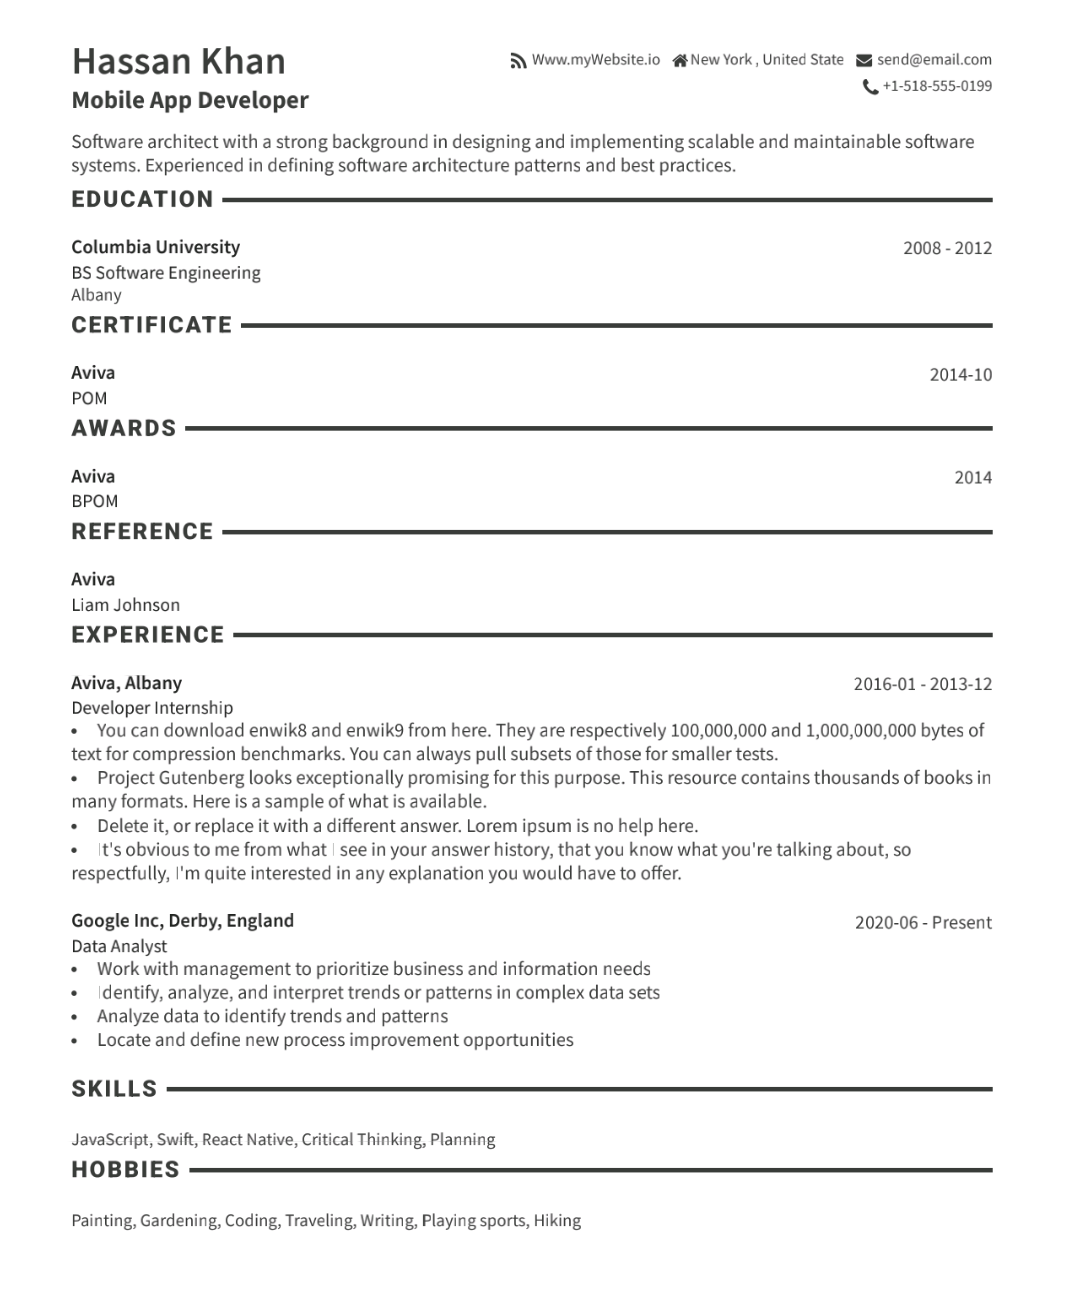 Hassan Khan
Www.myWebsite.io New York , United State send@email.com
+1-518-555-0199
Mobile App Developer
Software architect with a strong background in designing and implementing scalable and maintainable software
systems. Experienced in defining software architecture patterns and best practices.
EDUCATION
Columbia University 2008 - 2012
BS Software Engineering
Albany
CERTIFICATE
Aviva 2014-10
POM
AWARDS
Aviva 2014
BPOM
REFERENCE
Aviva
Liam Johnson
EXPERIENCE
Aviva, Albany 2016-01 - 2013-12
Developer Internship
• You can download enwik8 and enwik9 from here. They are respectively 100,000,000 and 1,000,000,000 bytes of
text for compression benchmarks. You can always pull subsets of those for smaller tests.
• Project Gutenberg looks exceptionally promising for this purpose. This resource contains thousands of books in
many formats. Here is a sample of what is available.
• Delete it, or replace it with a different answer. Lorem ipsum is no help here.
• It's obvious to me from what I see in your answer history, that you know what you're talking about, so
respectfully, I'm quite interested in any explanation you would have to offer.
Google Inc, Derby, England 2020-06 - Present
Data Analyst
• Work with management to prioritize business and information needs
• Identify, analyze, and interpret trends or patterns in complex data sets
• Analyze data to identify trends and patterns
• Locate and define new process improvement opportunities
SKILLS
JavaScript, Swift, React Native, Critical Thinking, Planning
HOBBIES
Painting, Gardening, Coding, Traveling, Writing, Playing sports, Hiking